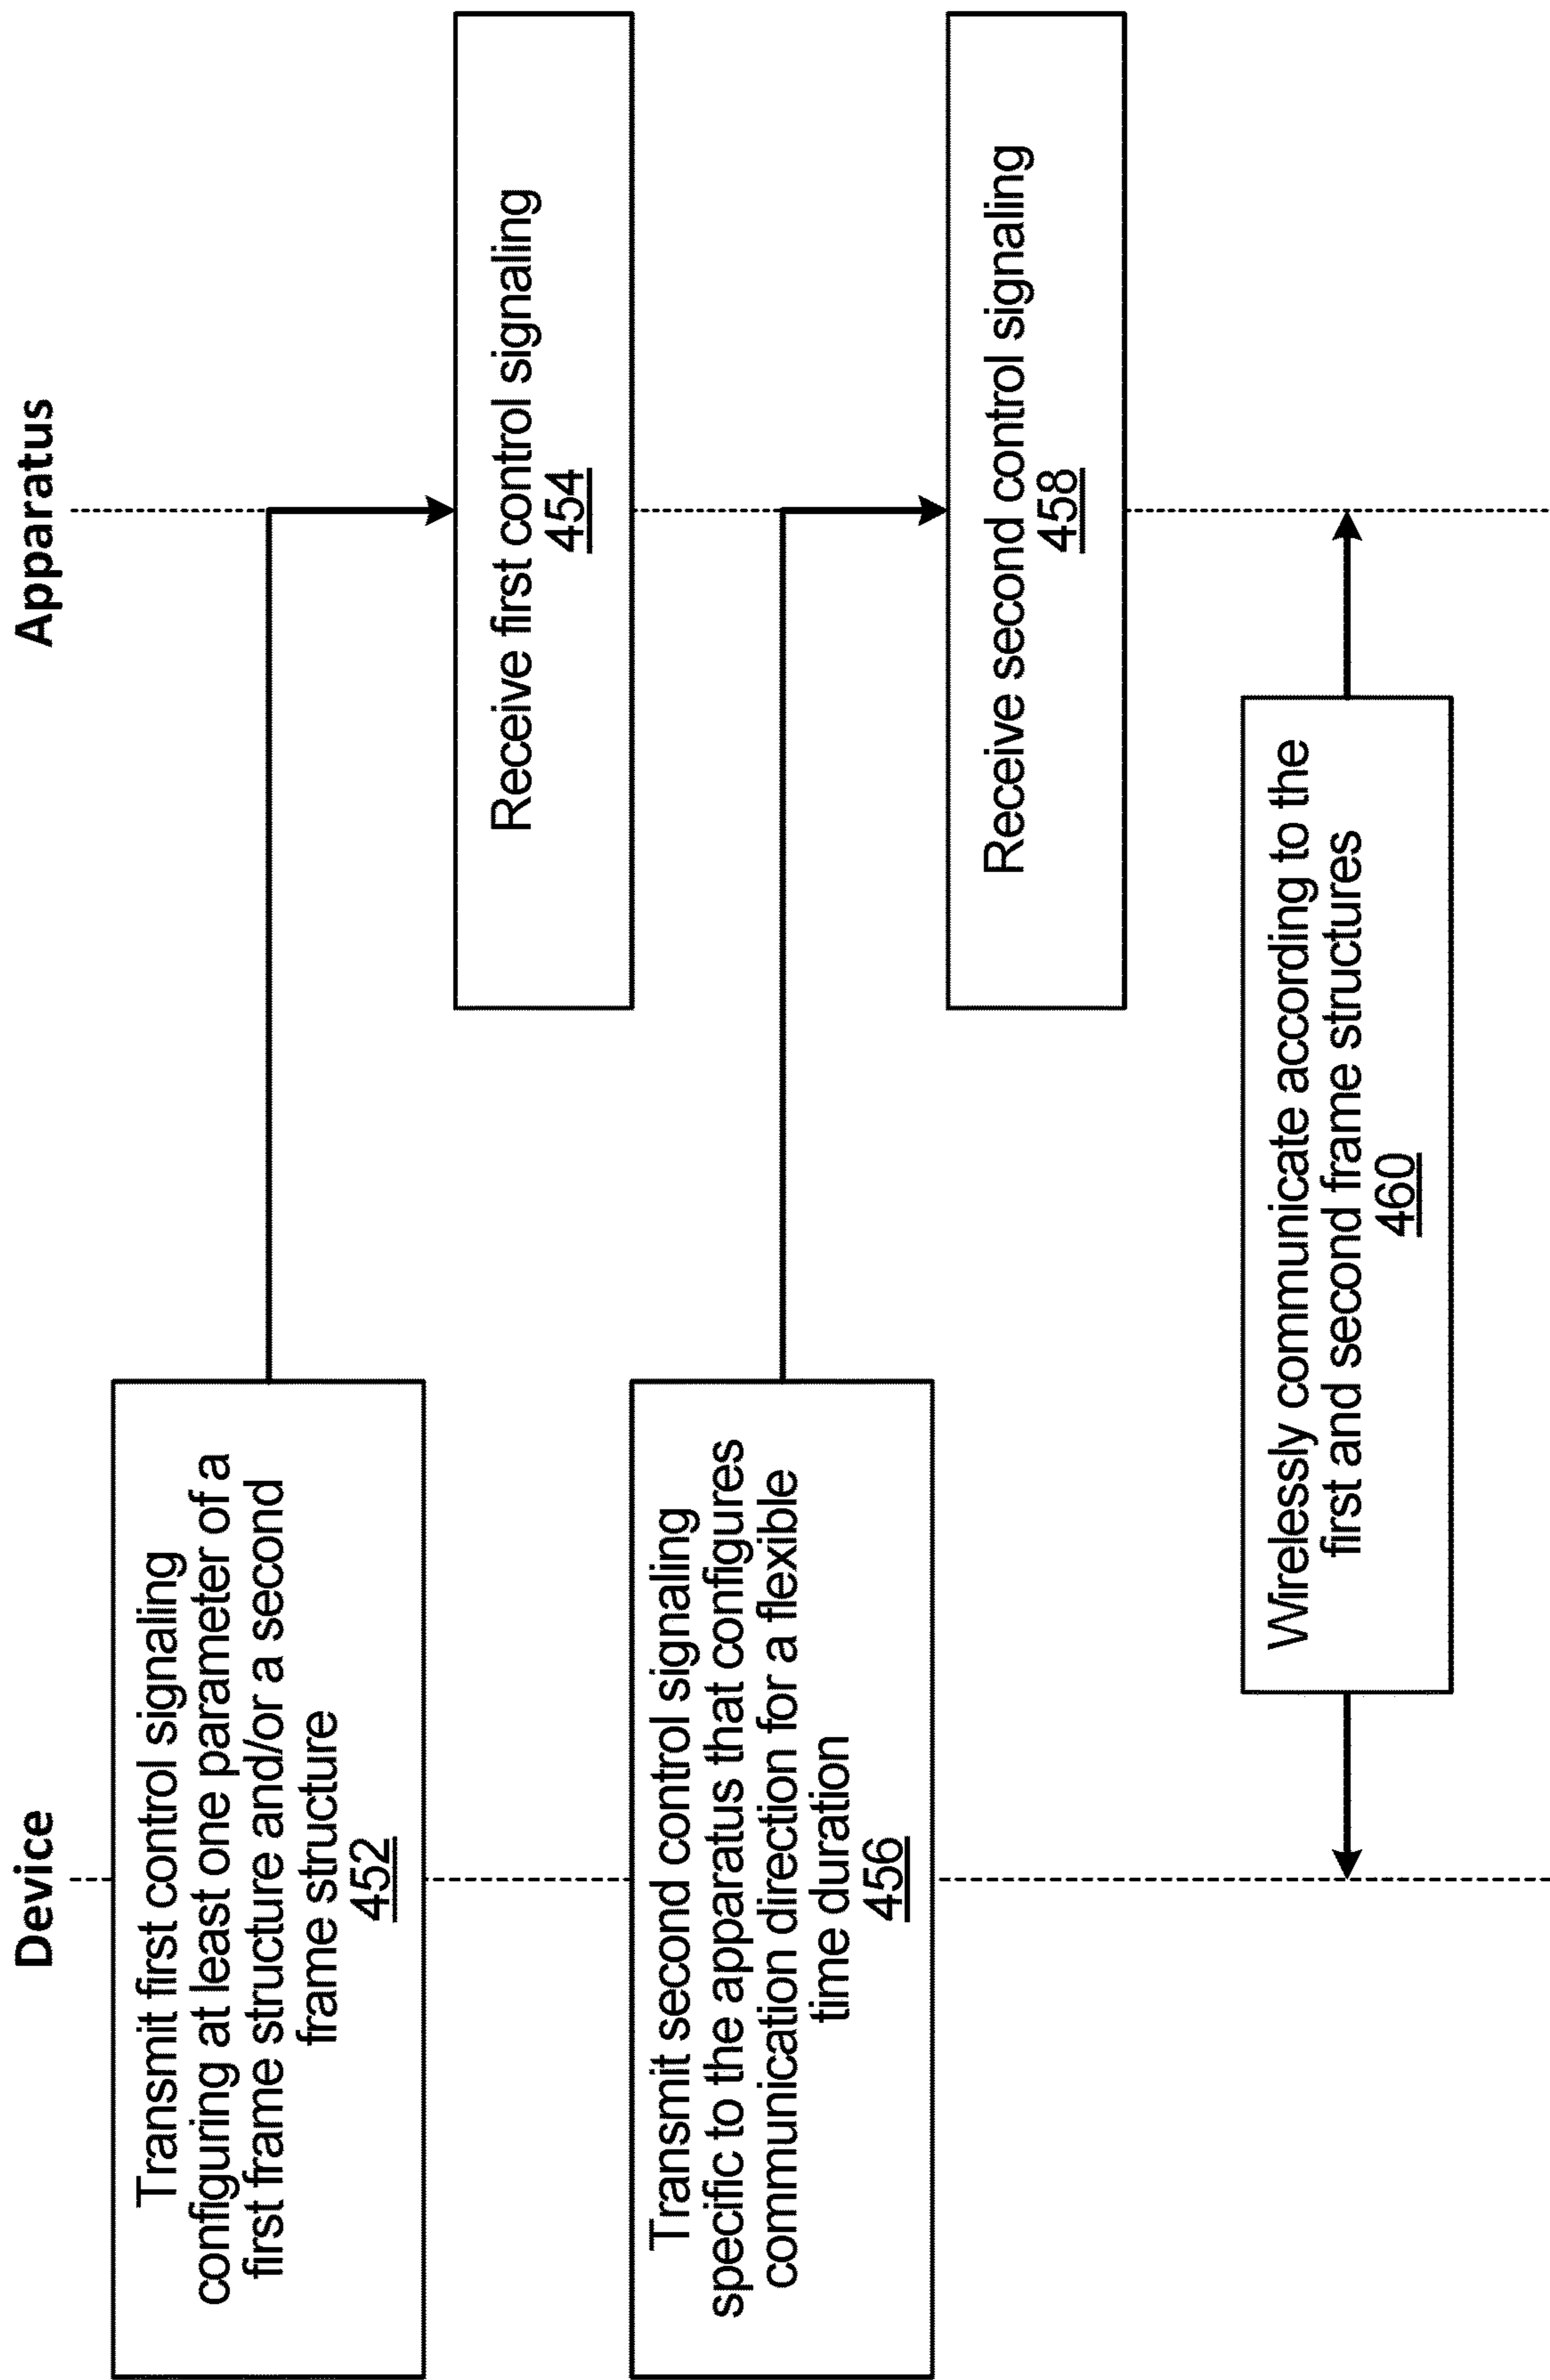 Device
Apparatus
Transmit first control signaling
configuring at least one parameter of a
first frame structure and/or a second
frame structure
452
Receive first control signaling
454
Transmit second control signaling
specific to the apparatus that configures
communication direction for a flexible
time duration
456
Receive second control signaling
458
Wirelessly communicate according to the
first and second frame structures
460